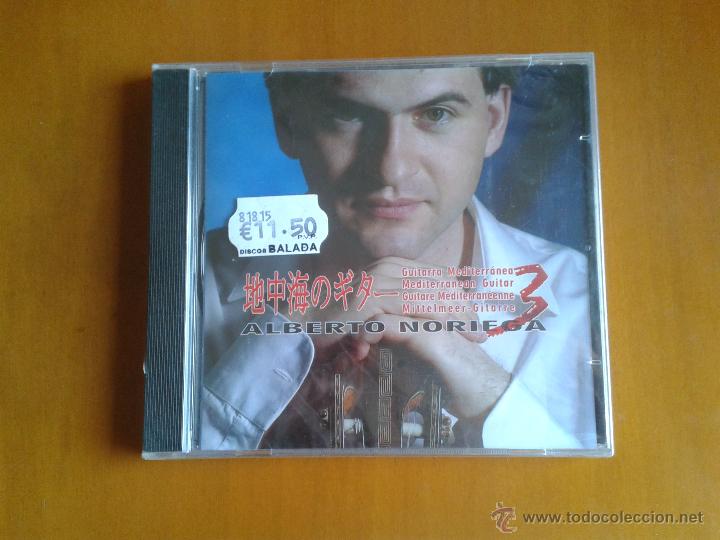 81815
€11.50
P.V.P.
DISCOS BALADA
地中海のギター
Guitarra Mediterránea
Mediterranean Guitar
Guitare Mediterraneenne
Mittelmeer-Gitarre
3
ALBERTO NORIEGA
© www.todocoleccion.net